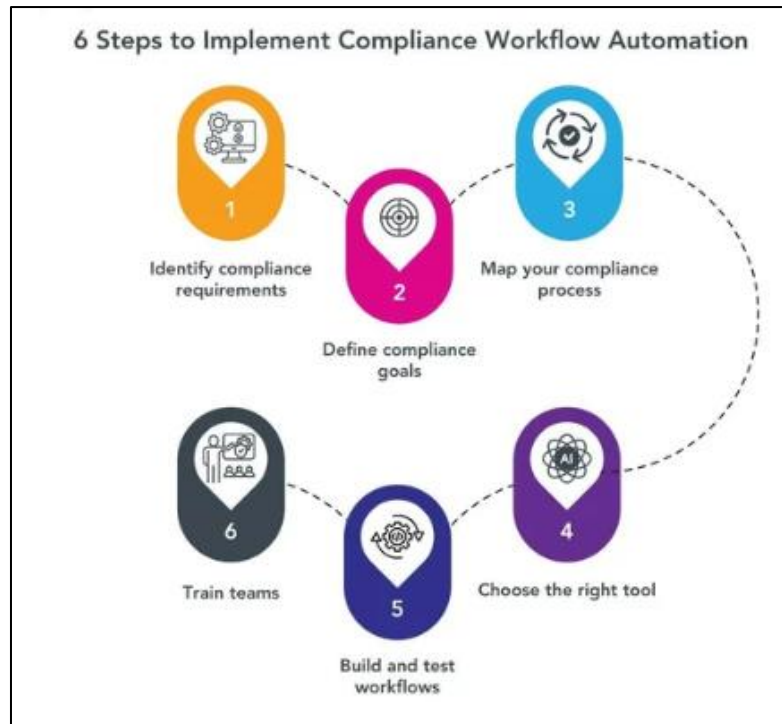 6 Steps to Implement Compliance Workflow Automation
1
Identify compliance
requirements
2
Define compliance
goals
3
Map your compliance
process
AI
4
Choose the right tool
</>
5
Build and test
workflows
6
Train teams